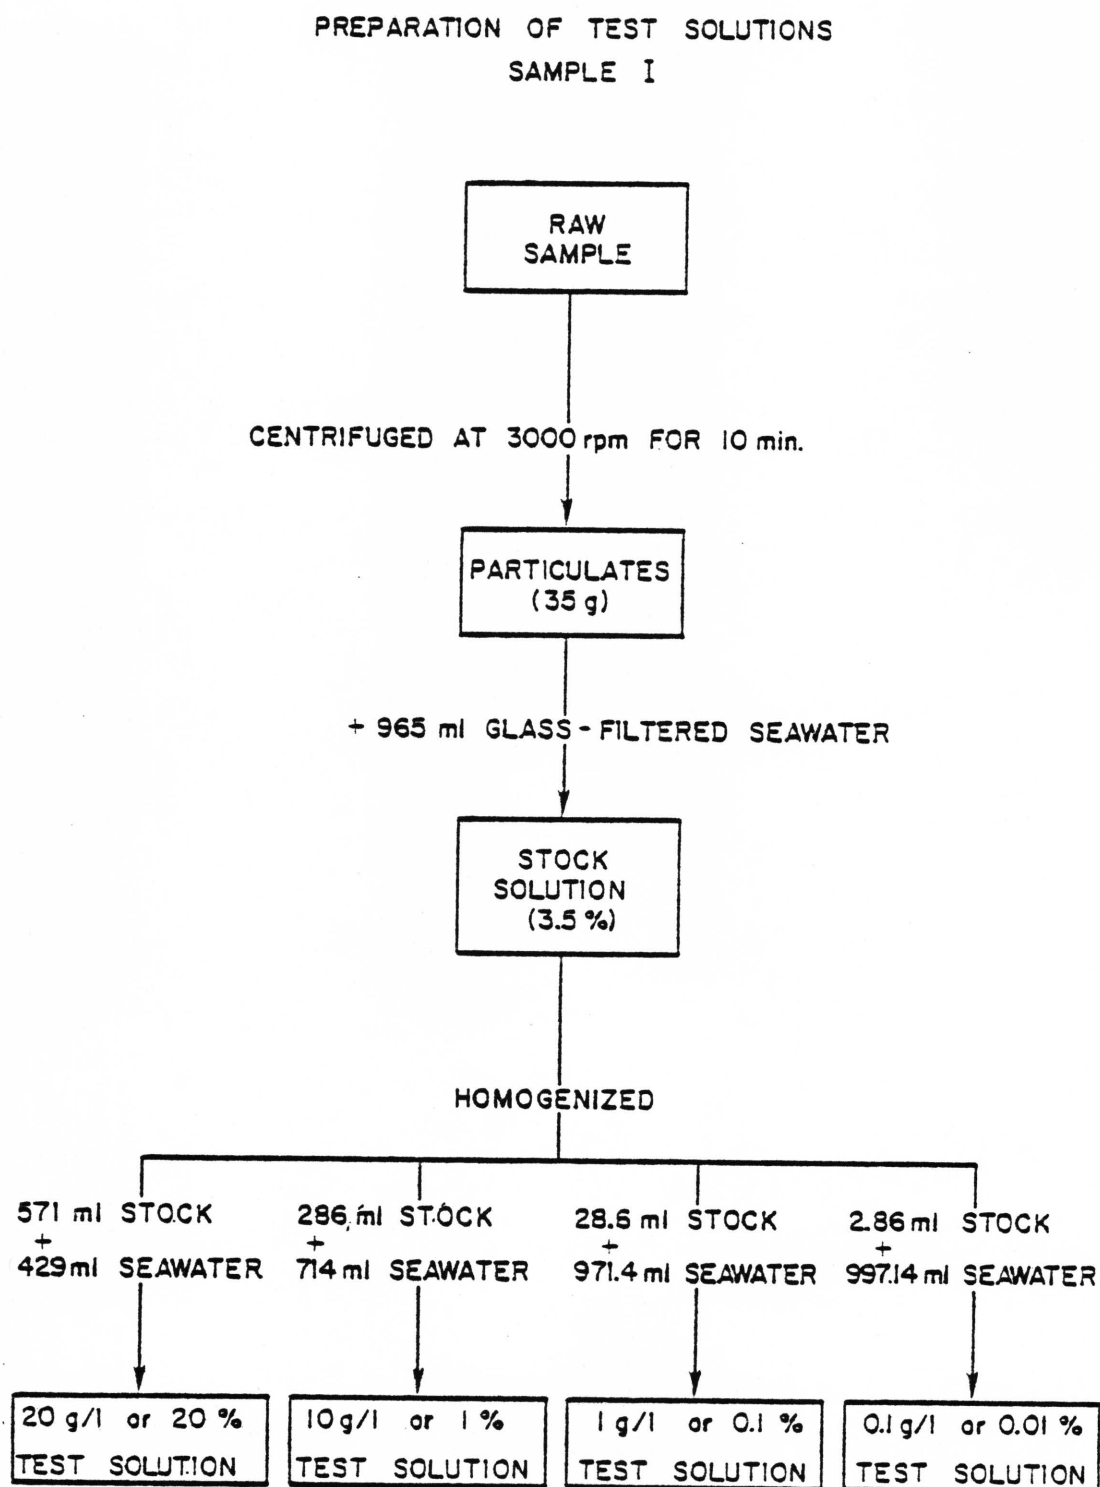 PREPARATION OF TEST SOLUTIONS
SAMPLE I
RAW
SAMPLE
CENTRIFUGED AT 3000 rpm FOR 10 min.
PARTICULATES
(35 g)
+ 965 ml GLASS-FILTERED SEAWATER
STOCK
SOLUTION
(3.5 %)
HOMOGENIZED
571 ml STOCK
+
429 ml SEAWATER
286 ml STOCK
+
714 ml SEAWATER
28.6 ml STOCK
+
971.4 ml SEAWATER
2.86 ml STOCK
+
997.14 ml SEAWATER
20 g/l or 20 %
TEST SOLUTION
10 g/l or 1 %
TEST SOLUTION
1 g/l or 0.1 %
TEST SOLUTION
0.1 g/l or 0.01 %
TEST SOLUTION